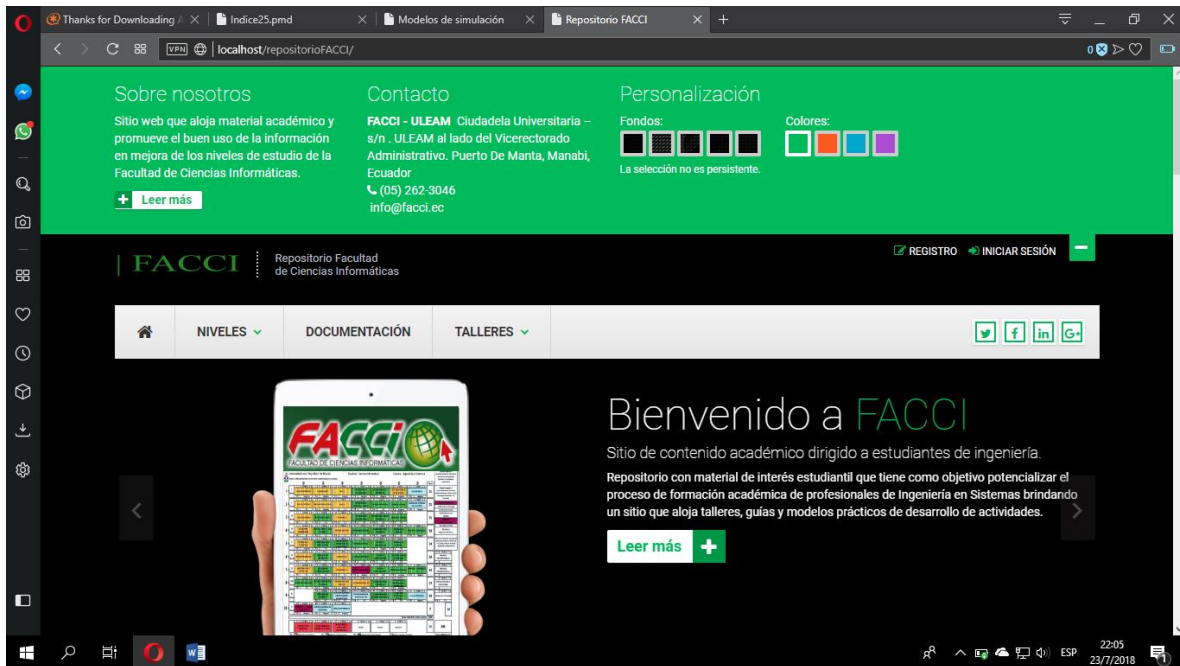 Thanks for Downloading
Indice25.pmd
Modelos de simulación
Repositorio FACCI
VPN
localhost/repositorioFACCI/
0
Sobre nosotros
Sitio web que aloja material académico y
promueve el buen uso de la información
en mejora de los niveles de estudio de la
Facultad de Ciencias Informáticas.
Leer más
Contacto
FACCI - ULEAM Ciudadela Universitaria –
s/n . ULEAM al lado del Vicerectorado
Administrativo. Puerto De Manta, Manabi,
Ecuador
(05) 262-3046
info@facci.ec
Personalización
Fondos:
Colores:
La selección no es persistente.
| FACCI
Repositorio Facultad
de Ciencias Informáticas
REGISTRO
INICIAR SESIÓN
NIVELES
DOCUMENTACIÓN
TALLERES
f in G+
FACCI
FACULTAD DE CIENCIAS INFORMÁTICAS
Bienvenido a FACCI
Sitio de contenido académico dirigido a estudiantes de ingeniería.
Repositorio con material de interés estudiantil que tiene como objetivo potencializar el
proceso de formación académica de profesionales de Ingeniería en Sistemas brindando
un sitio que aloja talleres, guías y modelos prácticos de desarrollo de actividades.
Leer más
ESP
22:05
23/7/2018